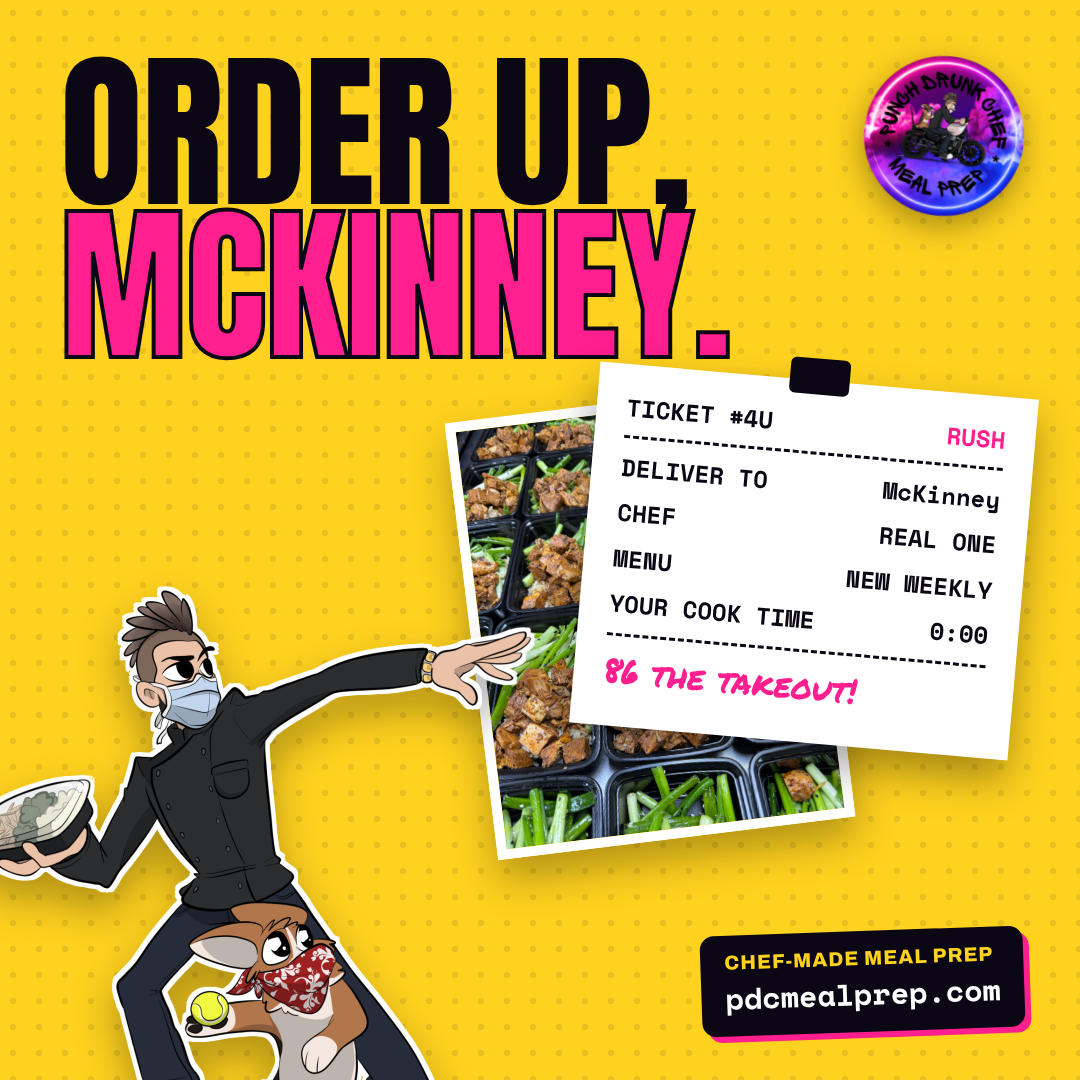 ORDER UP,
MCKINNEY.
PUNCH DRUNK CHEF
MEAL PREP
TICKET #4U RUSH
DELIVER TO McKinney
CHEF REAL ONE
MENU NEW WEEKLY
YOUR COOK TIME 0:00
86 THE TAKEOUT!
CHEF-MADE MEAL PREP
pdcmealprep.com